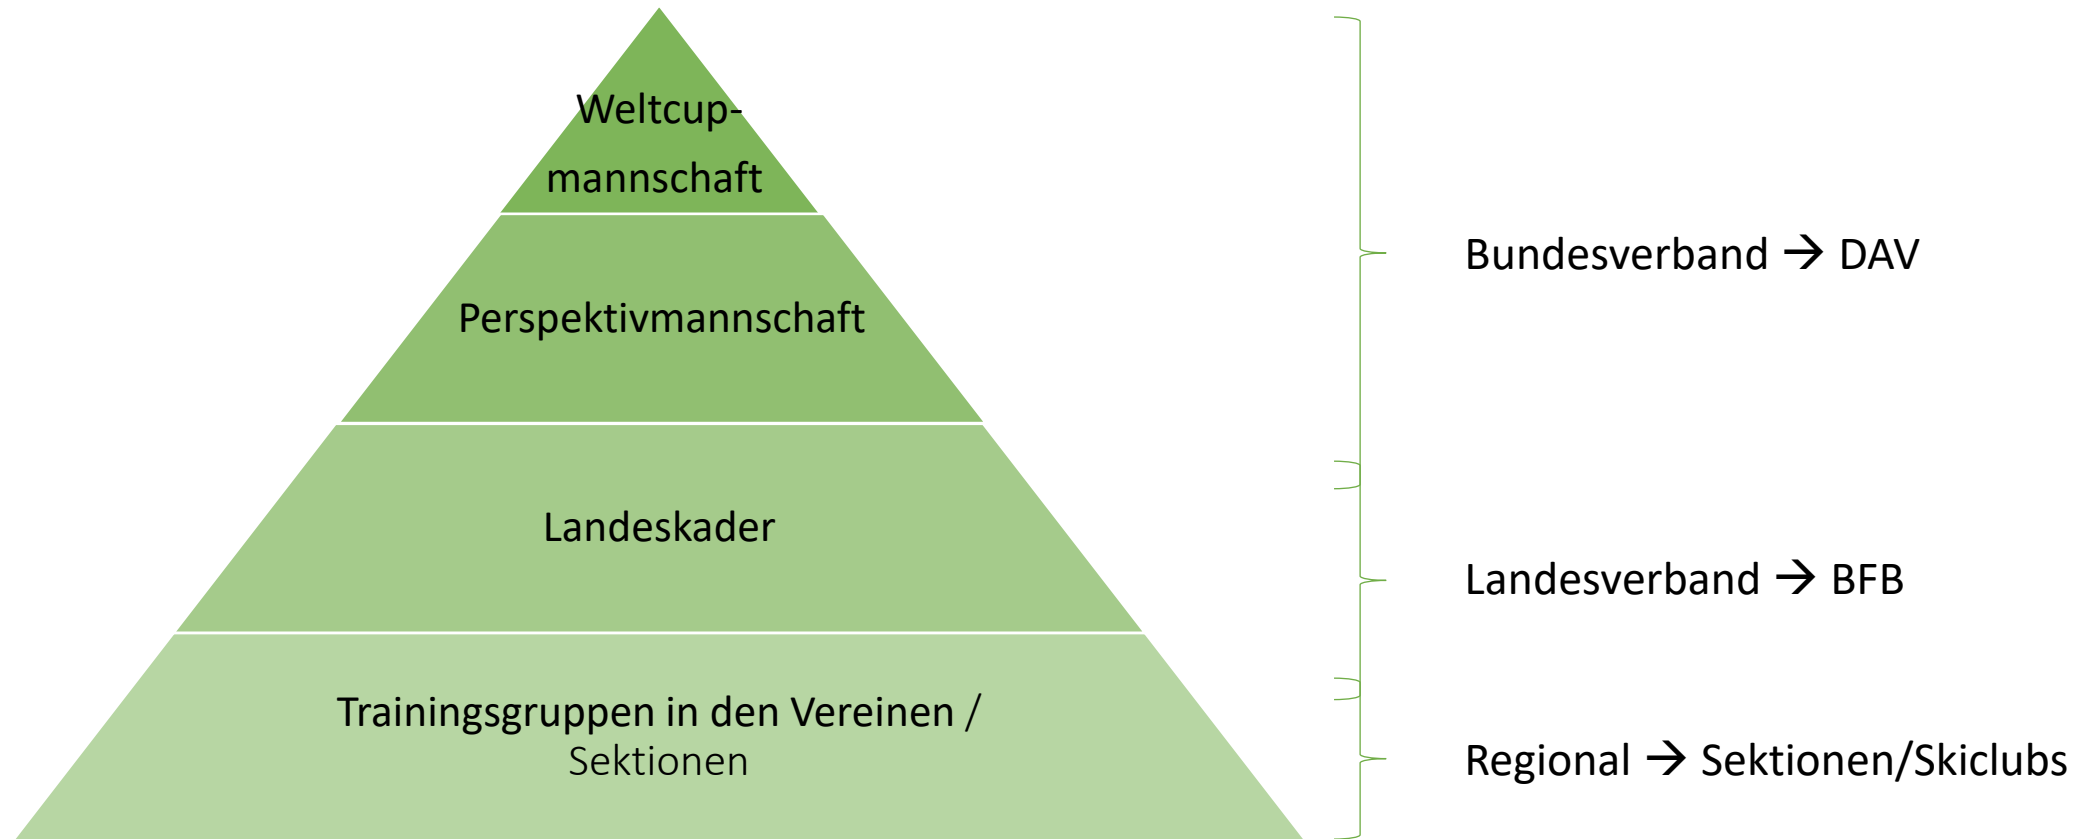 Weltcup-
mannschaft
Perspektivmannschaft
Landeskader
Trainingsgruppen in den Vereinen /
Sektionen
Bundesverband → DAV
Landesverband → BFB
Regional → Sektionen/Skiclubs